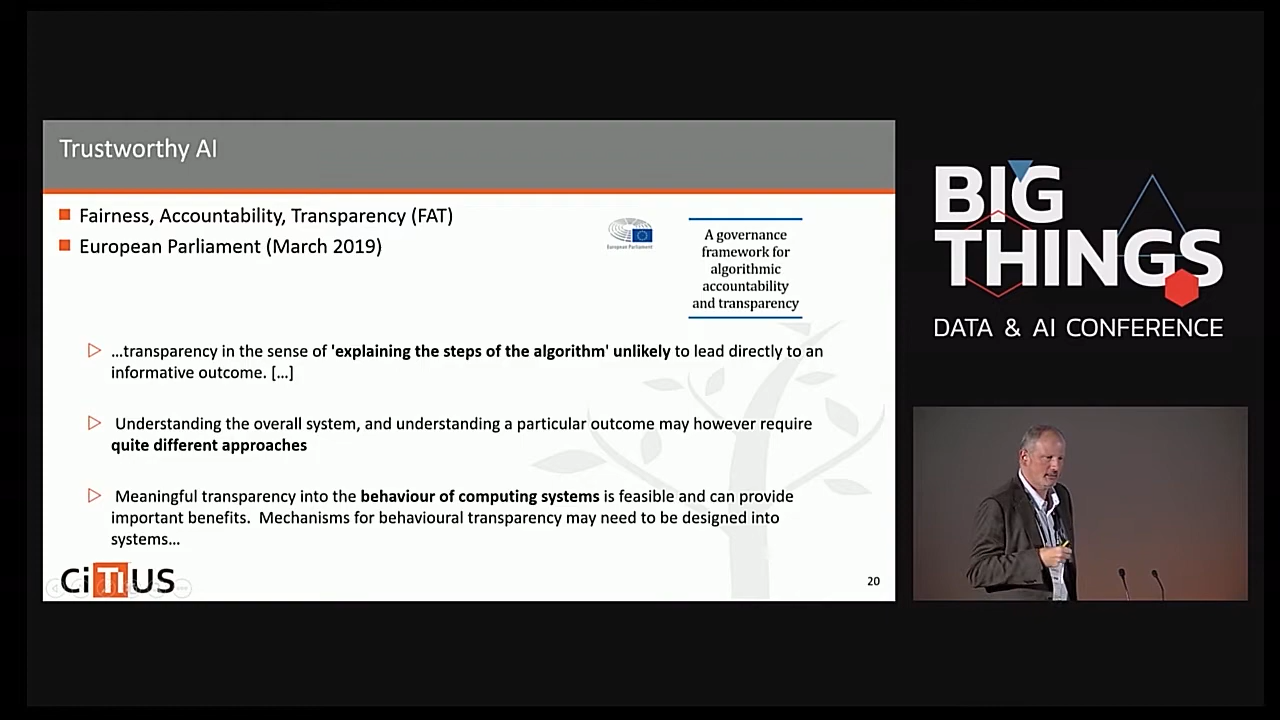 Trustworthy AI
Fairness, Accountability, Transparency (FAT)
European Parliament (March 2019)
European Parliament
A governance
framework for
algorithmic
accountability
and transparency
…transparency in the sense of 'explaining the steps of the algorithm' unlikely to lead directly to an
informative outcome. […]
Understanding the overall system, and understanding a particular outcome may however require
quite different approaches
Meaningful transparency into the behaviour of computing systems is feasible and can provide
important benefits. Mechanisms for behavioural transparency may need to be designed into
systems…
CiTIUS
20
BIG
THINGS
DATA & AI CONFERENCE